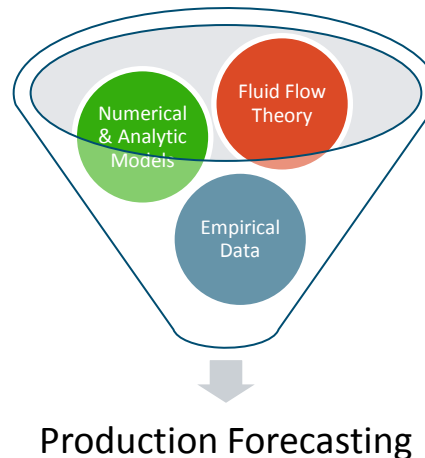 Fluid Flow
Theory
Numerical
& Analytic
Models
Empirical
Data
Production Forecasting